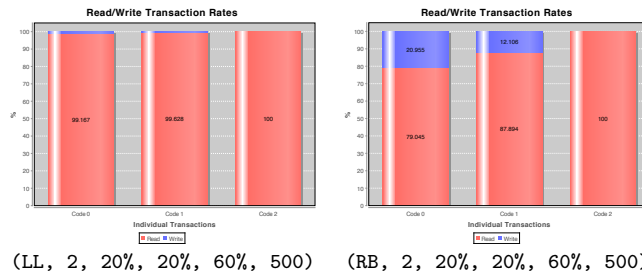 Read/Write Transaction Rates
100
90
80
70
60
50
40
30
20
10
0
%
99.167
99.628
100
Code 0
Code 1
Code 2
Individual Transactions
Read Write
(LL, 2, 20%, 20%, 60%, 500)
Read/Write Transaction Rates
100
90
80
70
60
50
40
30
20
10
0
%
20.955
12.106
79.045
87.894
100
Code 0
Code 1
Code 2
Individual Transactions
Read Write
(RB, 2, 20%, 20%, 60%, 500)